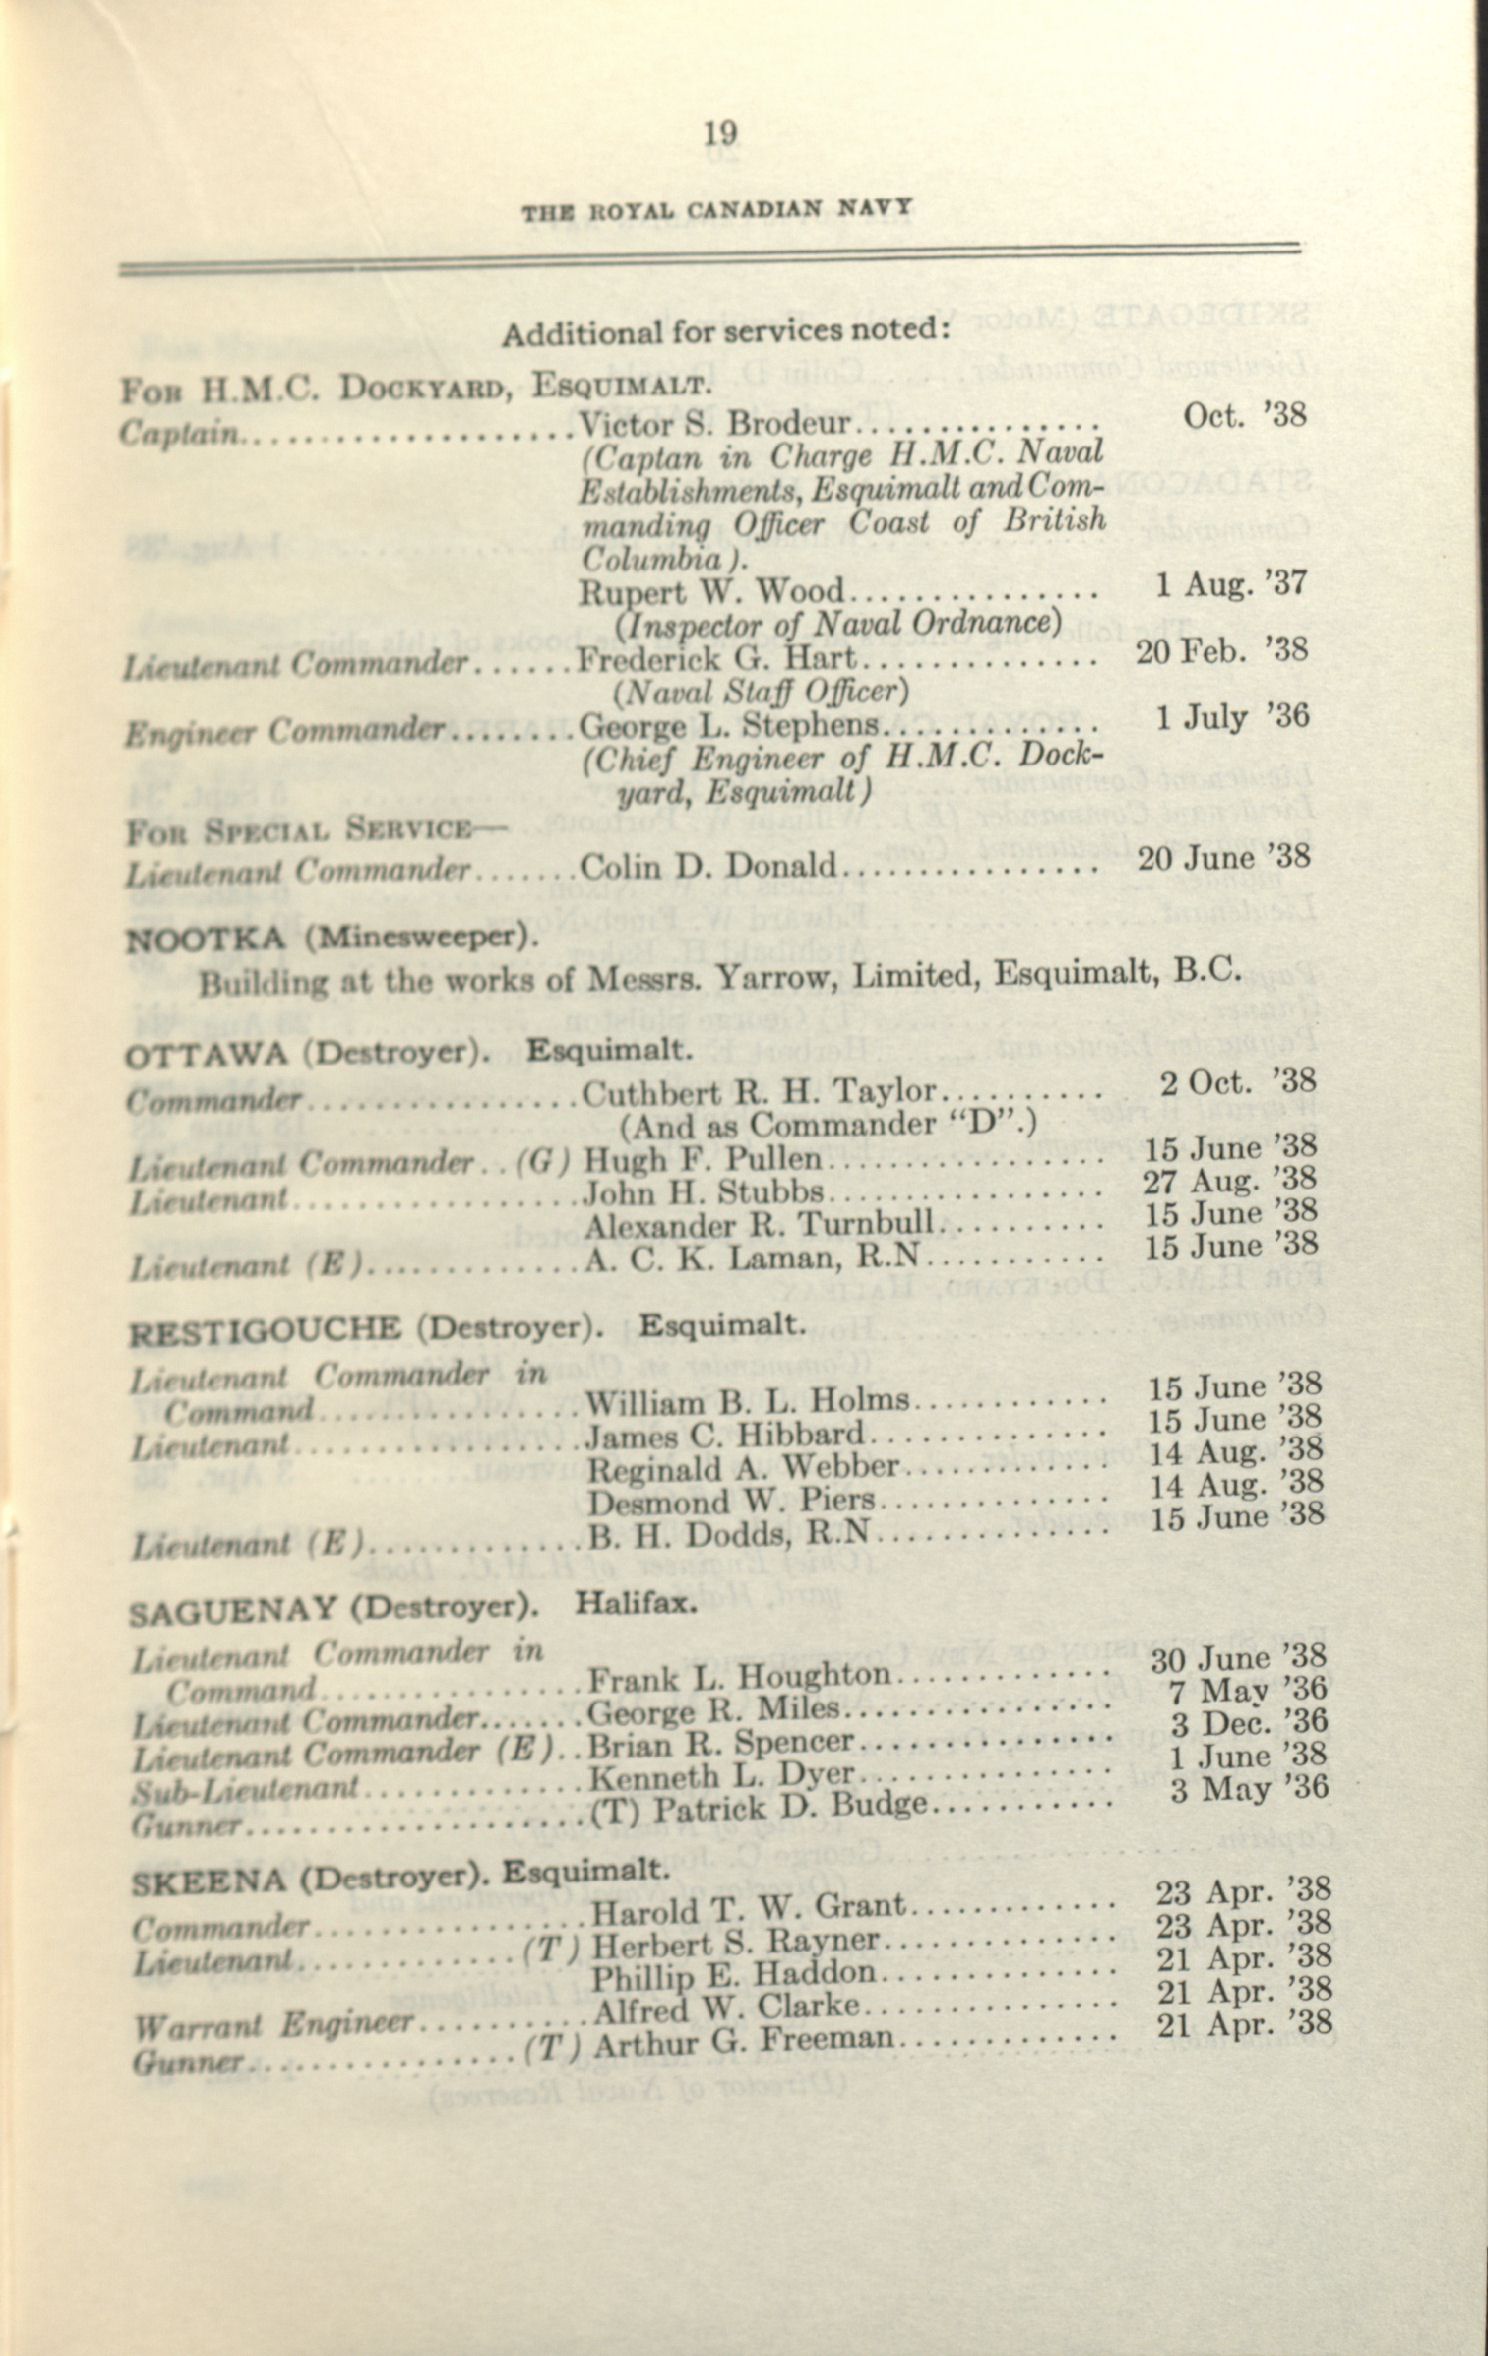 19
THE ROYAL CANADIAN NAVY
Additional for services noted:
FOR H.M.C. DOCKYARD, ESQUIMALT.
Captain.....................Victor S. Brodeur............... Oct. '38
(Captan in Charge H.M.C. Naval
Establishments, Esquimalt and Com-
manding Officer Coast of British
Columbia).
Rupert W. Wood............... 1 Aug. '37
(Inspector of Naval Ordnance)
Lieutenant Commander......Frederick G. Hart.............. 20 Feb. '38
(Naval Staff Officer)
Engineer Commander........George L. Stephens............. 1 July '36
(Chief Engineer of H.M.C. Dock-
yard, Esquimalt)
FOR SPECIAL SERVICE—
Lieutenant Commander.......Colin D. Donald................ 20 June '38
NOOTKA (Minesweeper).
Building at the works of Messrs. Yarrow, Limited, Esquimalt, B.C.
OTTAWA (Destroyer). Esquimalt.
Commander.................Cuthbert R. H. Taylor.......... 2 Oct. '38
(And as Commander "D".)
Lieutenant Commander..(G) Hugh F. Pullen................. 15 June '38
Lieutenant..................John H. Stubbs................. 27 Aug. '38
Alexander R. Turnbull.......... 15 June '38
Lieutenant (E).............A. C. K. Laman, R.N........... 15 June '38
RESTIGOUCHE (Destroyer). Esquimalt.
Lieutenant Commander in
Command................William B. L. Holms............ 15 June '38
Lieutenant..................James C. Hibbard............... 15 June '38
Reginald A. Webber............. 14 Aug. '38
Desmond W. Piers............... 14 Aug. '38
Lieutenant (E).............B. H. Dodds, R.N............... 15 June '38
SAGUENAY (Destroyer). Halifax.
Lieutenant Commander in
Command................Frank L. Houghton............. 30 June '38
Lieutenant Commander.......George R. Miles................. 7 May '36
Lieutenant Commander (E)..Brian R. Spencer................ 3 Dec. '36
Sub-Lieutenant..............Kenneth L. Dyer................ 1 June '38
Gunner......................(T) Patrick D. Budge........... 3 May '36
SKEENA (Destroyer). Esquimalt.
Commander.................Harold T. W. Grant............. 23 Apr. '38
Lieutenant..............(T) Herbert S. Rayner.............. 23 Apr. '38
Phillip E. Haddon............... 21 Apr. '38
Warrant Engineer...........Alfred W. Clarke................ 21 Apr. '38
Gunner.................(T) Arthur G. Freeman.............. 21 Apr. '38